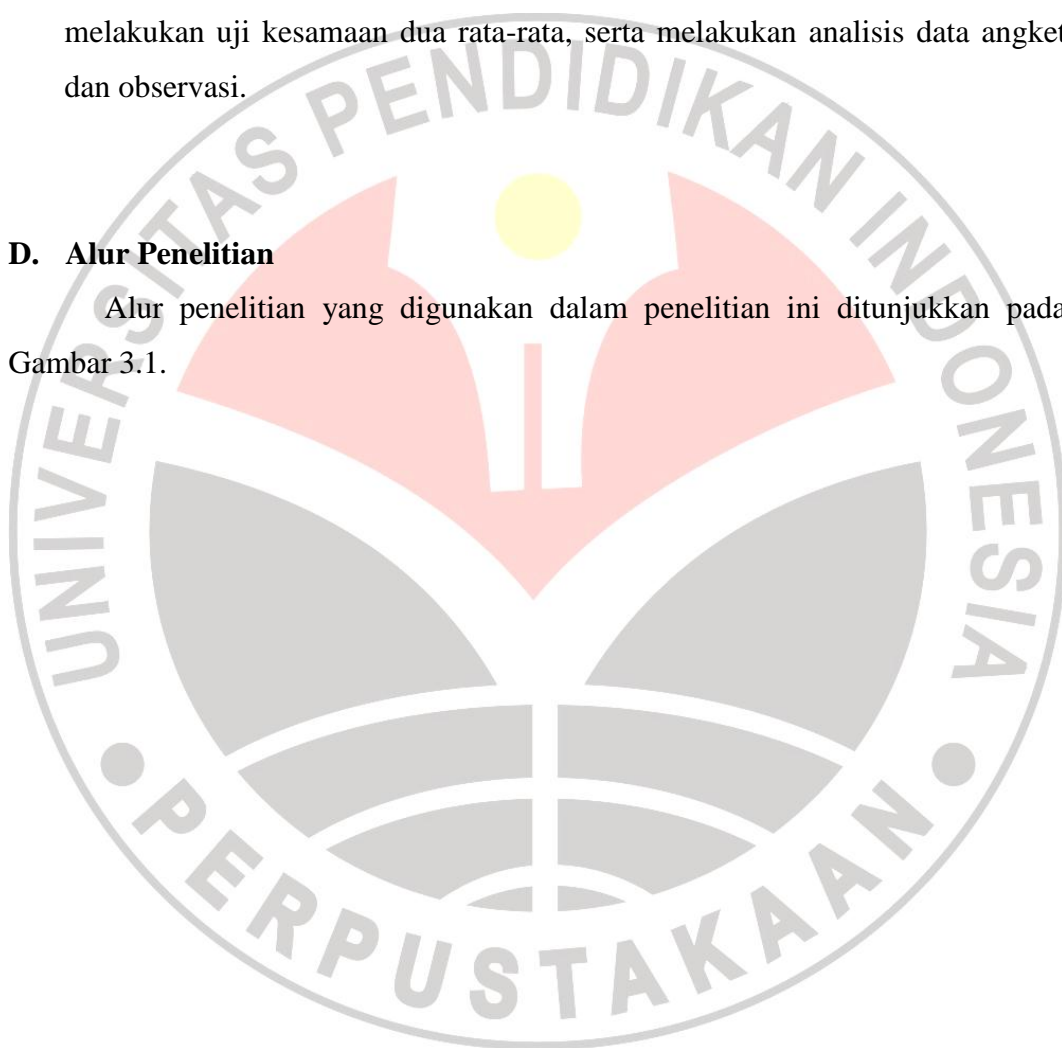 melakukan uji kesamaan dua rata-rata, serta melakukan analisis data angket
dan observasi.
D. Alur Penelitian
Alur penelitian yang digunakan dalam penelitian ini ditunjukkan pada
Gambar 3.1.
UNIVERSITAS PENDIDIKAN INDONESIA
PERPUSTAKAAN